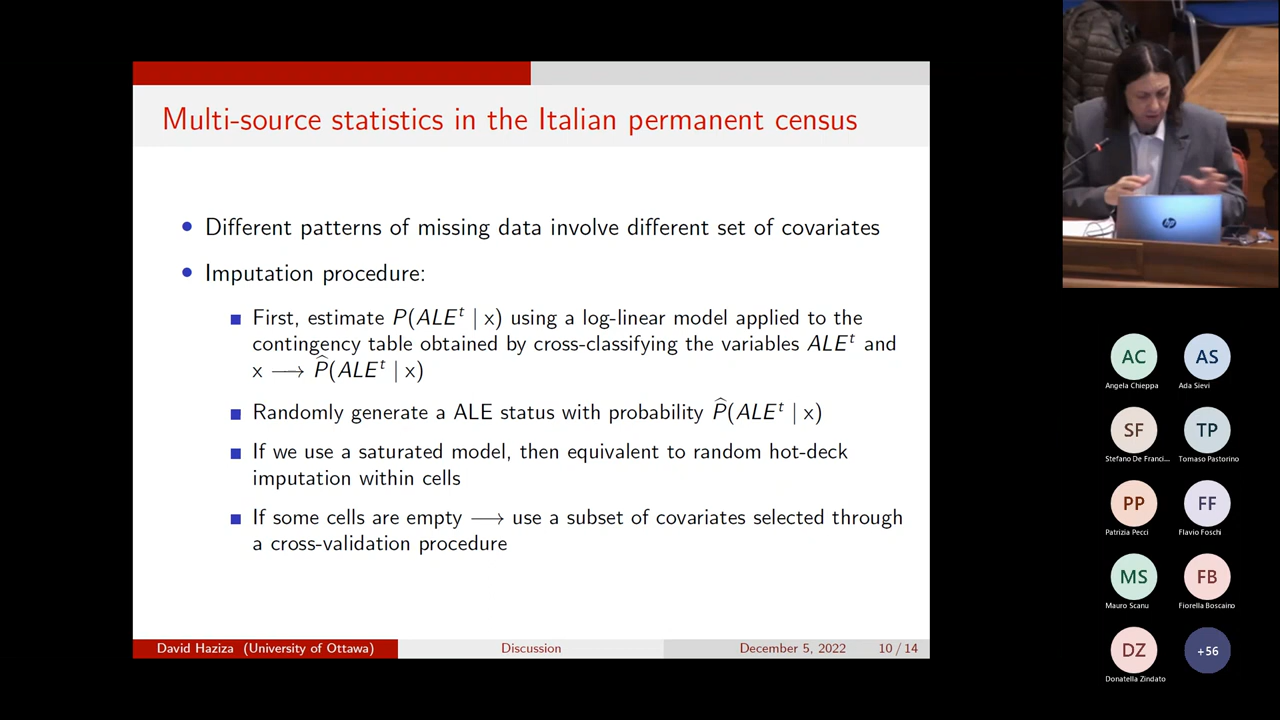 Multi-source statistics in the Italian permanent census
• Different patterns of missing data involve different set of covariates
• Imputation procedure:
■ First, estimate P(ALEᵗ | x) using a log-linear model applied to the
contingency table obtained by cross-classifying the variables ALEᵗ and
x ⟶ P̂(ALEᵗ | x)
■ Randomly generate a ALE status with probability P̂(ALEᵗ | x)
■ If we use a saturated model, then equivalent to random hot-deck
imputation within cells
■ If some cells are empty ⟶ use a subset of covariates selected through
a cross-validation procedure
David Haziza (University of Ottawa) Discussion December 5, 2022 10 / 14
hp
AC AS
Angela Chieppa Ada Sievi
SF TP
Stefano De Franci... Tomaso Pastorino
PP FF
Patrizia Pecci Flavio Foschi
MS FB
Mauro Scanu Fiorella Boscaino
DZ +56
Donatella Zindato